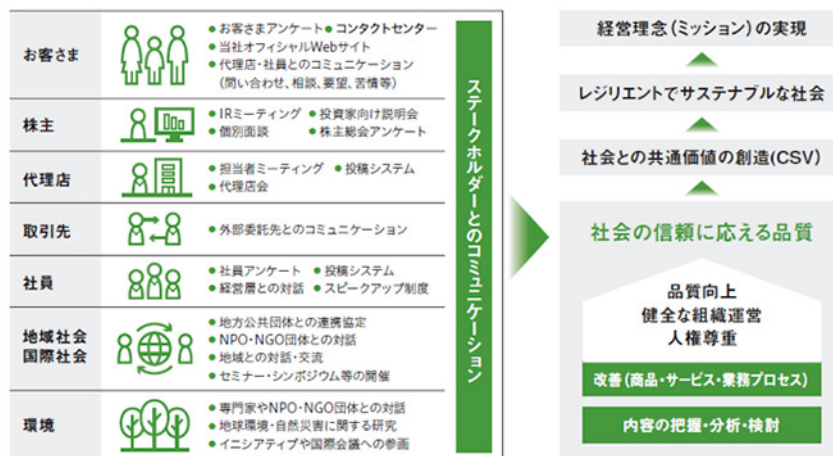 お客さま
●お客さまアンケート ●コンタクトセンター
●当社オフィシャルWebサイト
●代理店・社員とのコミュニケーション
(問い合わせ、相談、要望、苦情等)
株主
●IRミーティング ●投資家向け説明会
●個別面談 ●株主総会アンケート
代理店
●担当者ミーティング ●投稿システム
●代理店会
取引先
●外部委託先とのコミュニケーション
社員
●社員アンケート ●投稿システム
●経営層との対話 ●スピークアップ制度
地域社会
国際社会
●地方公共団体との連携協定
●NPO・NGO団体との対話
●地域との対話・交流
●セミナー・シンポジウム等の開催
環境
●専門家やNPO・NGO団体との対話
●地球環境・自然災害に関する研究
●イニシアティブや国際会議への参画
ステークホルダーとのコミュニケーション
経営理念(ミッション)の実現
レジリエントでサステナブルな社会
社会との共通価値の創造(CSV)
社会の信頼に応える品質
品質向上
健全な組織運営
人権尊重
改善(商品・サービス・業務プロセス)
内容の把握・分析・検討